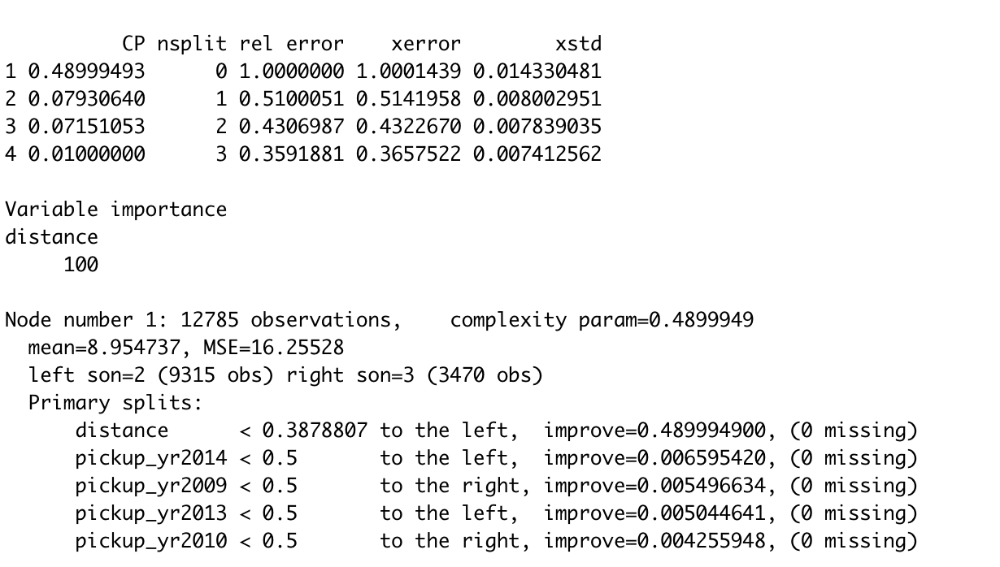 CP nsplit rel error xerror xstd
1 0.48999493 0 1.0000000 1.0001439 0.014330481
2 0.07930640 1 0.5100051 0.5141958 0.008002951
3 0.07151053 2 0.4306987 0.4322670 0.007839035
4 0.01000000 3 0.3591881 0.3657522 0.007412562
Variable importance
distance
100
Node number 1: 12785 observations, complexity param=0.4899949
mean=8.954737, MSE=16.25528
left son=2 (9315 obs) right son=3 (3470 obs)
Primary splits:
distance < 0.3878807 to the left, improve=0.489994900, (0 missing)
pickup_yr2014 < 0.5 to the left, improve=0.006595420, (0 missing)
pickup_yr2009 < 0.5 to the right, improve=0.005496634, (0 missing)
pickup_yr2013 < 0.5 to the left, improve=0.005044641, (0 missing)
pickup_yr2010 < 0.5 to the right, improve=0.004255948, (0 missing)